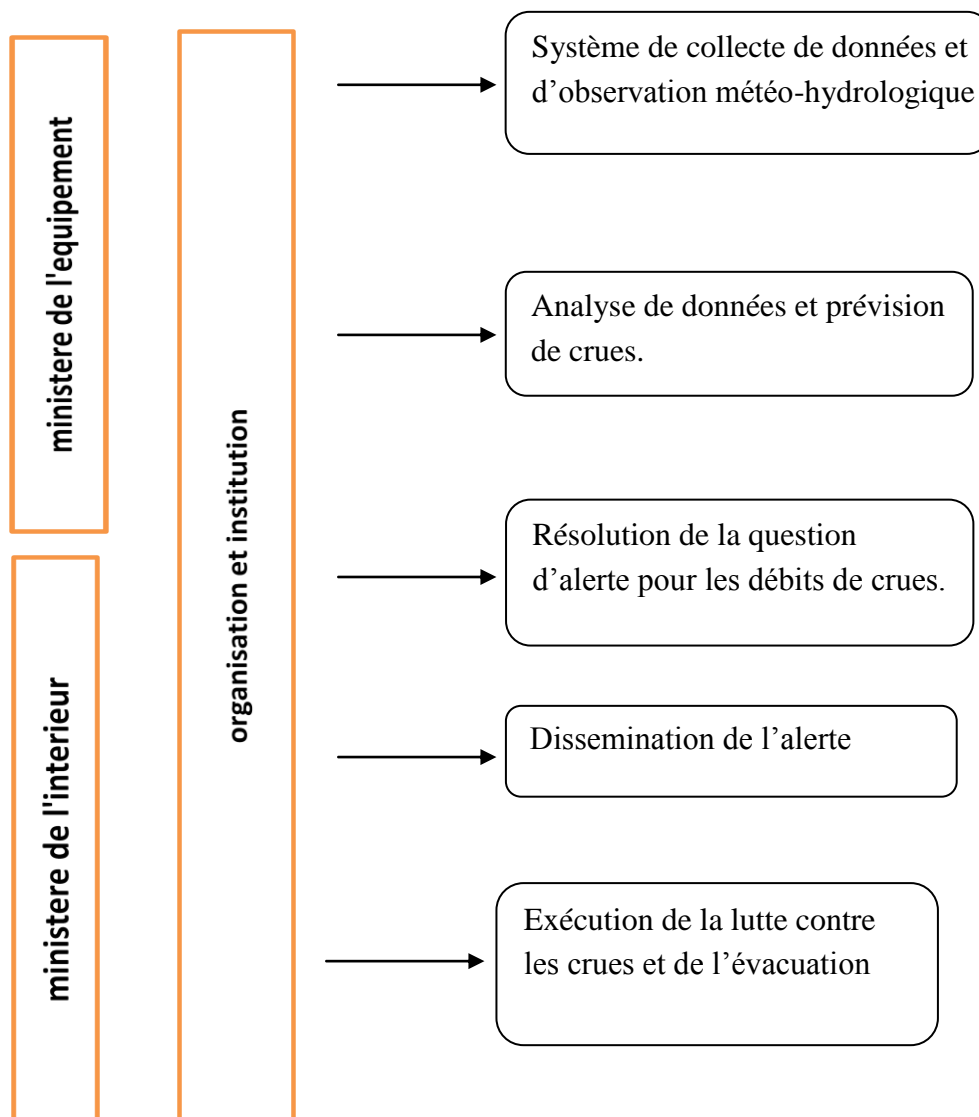 ministere de l'equipement
ministere de l'interieur
organisation et institution
Système de collecte de données et
d’observation météo-hydrologique
Analyse de données et prévision
de crues.
Résolution de la question
d’alerte pour les débits de crues.
Dissemination de l’alerte
Exécution de la lutte contre
les crues et de l’évacuation